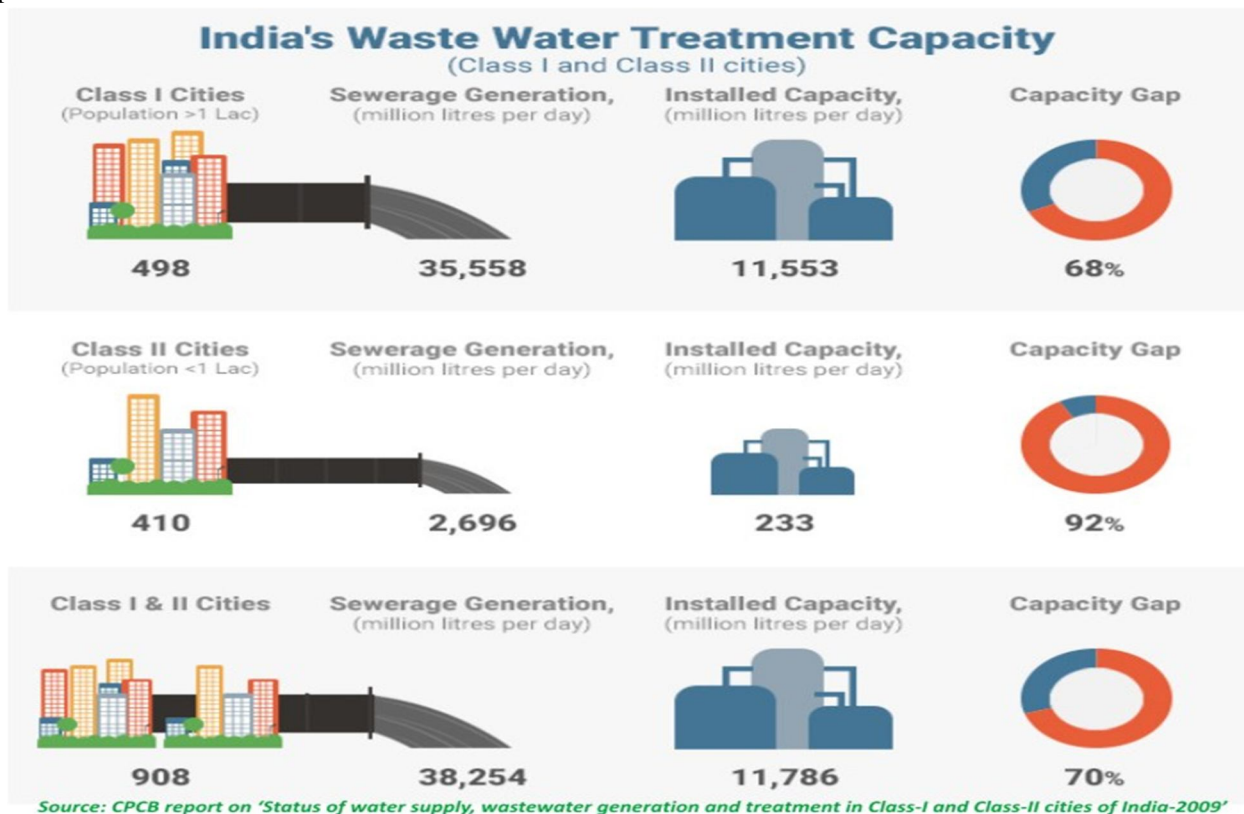 India's Waste Water Treatment Capacity
(Class I and Class II cities)
Class I Cities
(Population >1 Lac)
Sewerage Generation,
(million litres per day)
Installed Capacity,
(million litres per day)
Capacity Gap
498
35,558
11,553
68%
Class II Cities
(Population <1 Lac)
Sewerage Generation,
(million litres per day)
Installed Capacity,
(million litres per day)
Capacity Gap
410
2,696
233
92%
Class I & II Cities
Sewerage Generation,
(million litres per day)
Installed Capacity,
(million litres per day)
Capacity Gap
908
38,254
11,786
70%
Source: CPCB report on ‘Status of water supply, wastewater generation and treatment in Class-I and Class-II cities of India-2009’